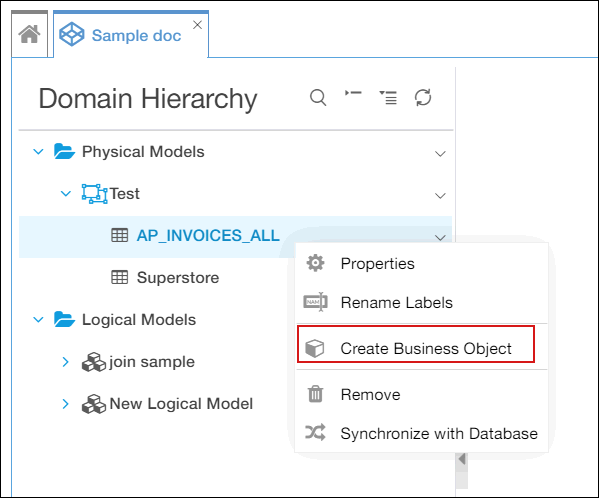 Sample doc
Domain Hierarchy
Physical Models
Test
AP_INVOICES_ALL
Superstore
Logical Models
join sample
New Logical Model
Properties
NAM
Rename Labels
Create Business Object
Remove
Synchronize with Database